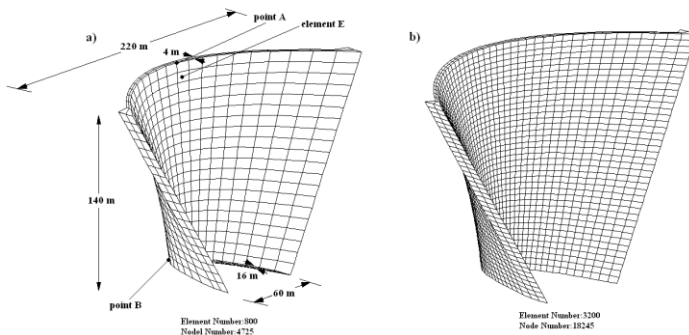 point A
element E
a)
b)
220 m
4 m
140 m
16 m
60 m
point B
Element Number:800
Nodel Number:4725
Element Number:3200
Node Number:18245